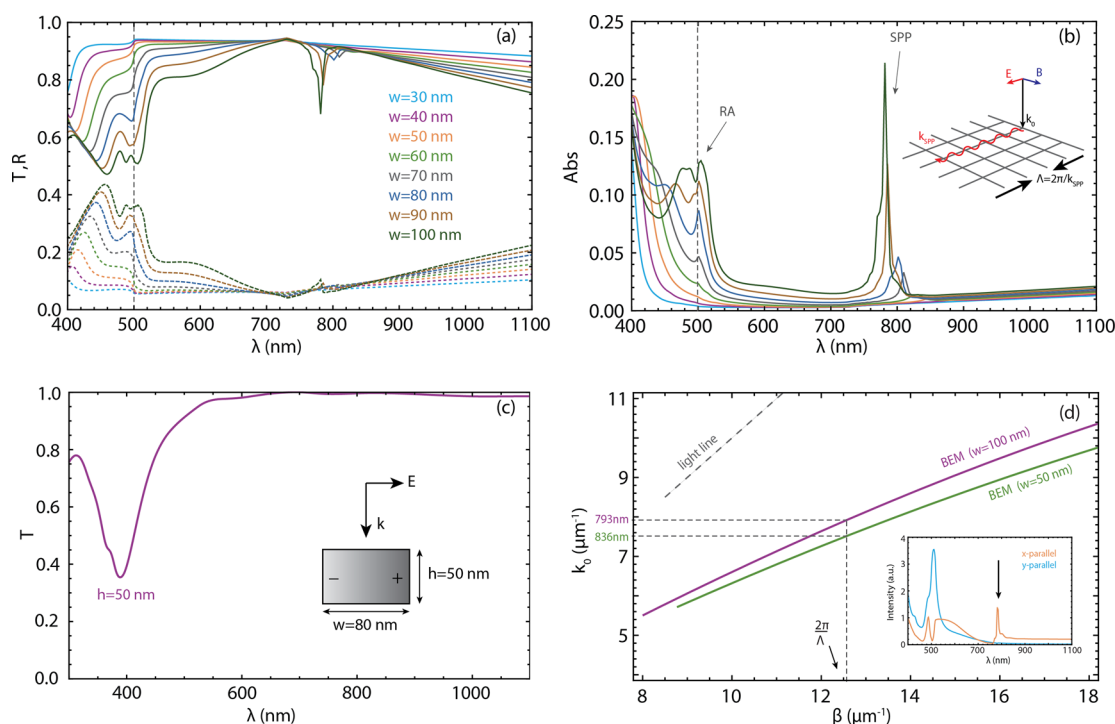 (a)
T,R
1.0
0.8
0.6
0.4
0.2
0.0
w=30 nm
w=40 nm
w=50 nm
w=60 nm
w=70 nm
w=80 nm
w=90 nm
w=100 nm
400 500 600 700 800 900 1000 1100
λ (nm)
(b)
Abs
0.25
0.20
0.15
0.10
0.05
0.00
RA
SPP
E
B
k0
kSPP
Λ=2π/kSPP
400 500 600 700 800 900 1000 1100
λ (nm)
(c)
T
1.0
0.8
0.6
0.4
0.2
0.0
h=50 nm
E
k
− +
h=50 nm
w=80 nm
400 600 800 1000
λ (nm)
(d)
k0 (μm⁻¹)
11
9
7
5
793nm
836nm
light line
BEM (w=100 nm)
BEM (w=50 nm)
2π
Λ
Intensity (a.u.)
4
3
2
1
0
x-parallel
y-parallel
500 700 900 1100
λ (nm)
8 10 12 14 16 18
β (μm⁻¹)